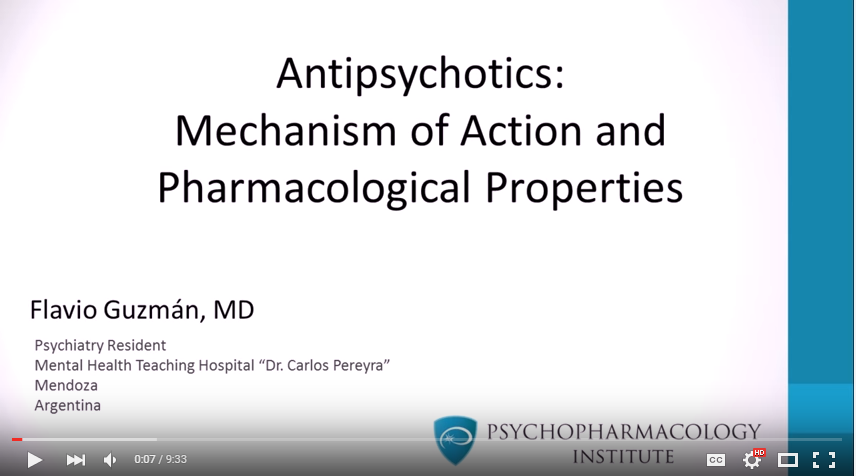 Antipsychotics:
Mechanism of Action and
Pharmacological Properties
Flavio Guzmán, MD
Psychiatry Resident
Mental Health Teaching Hospital “Dr. Carlos Pereyra”
Mendoza
Argentina
PSYCHOPHARMACOLOGY
INSTITUTE
0:07 / 9:33
CC
HD